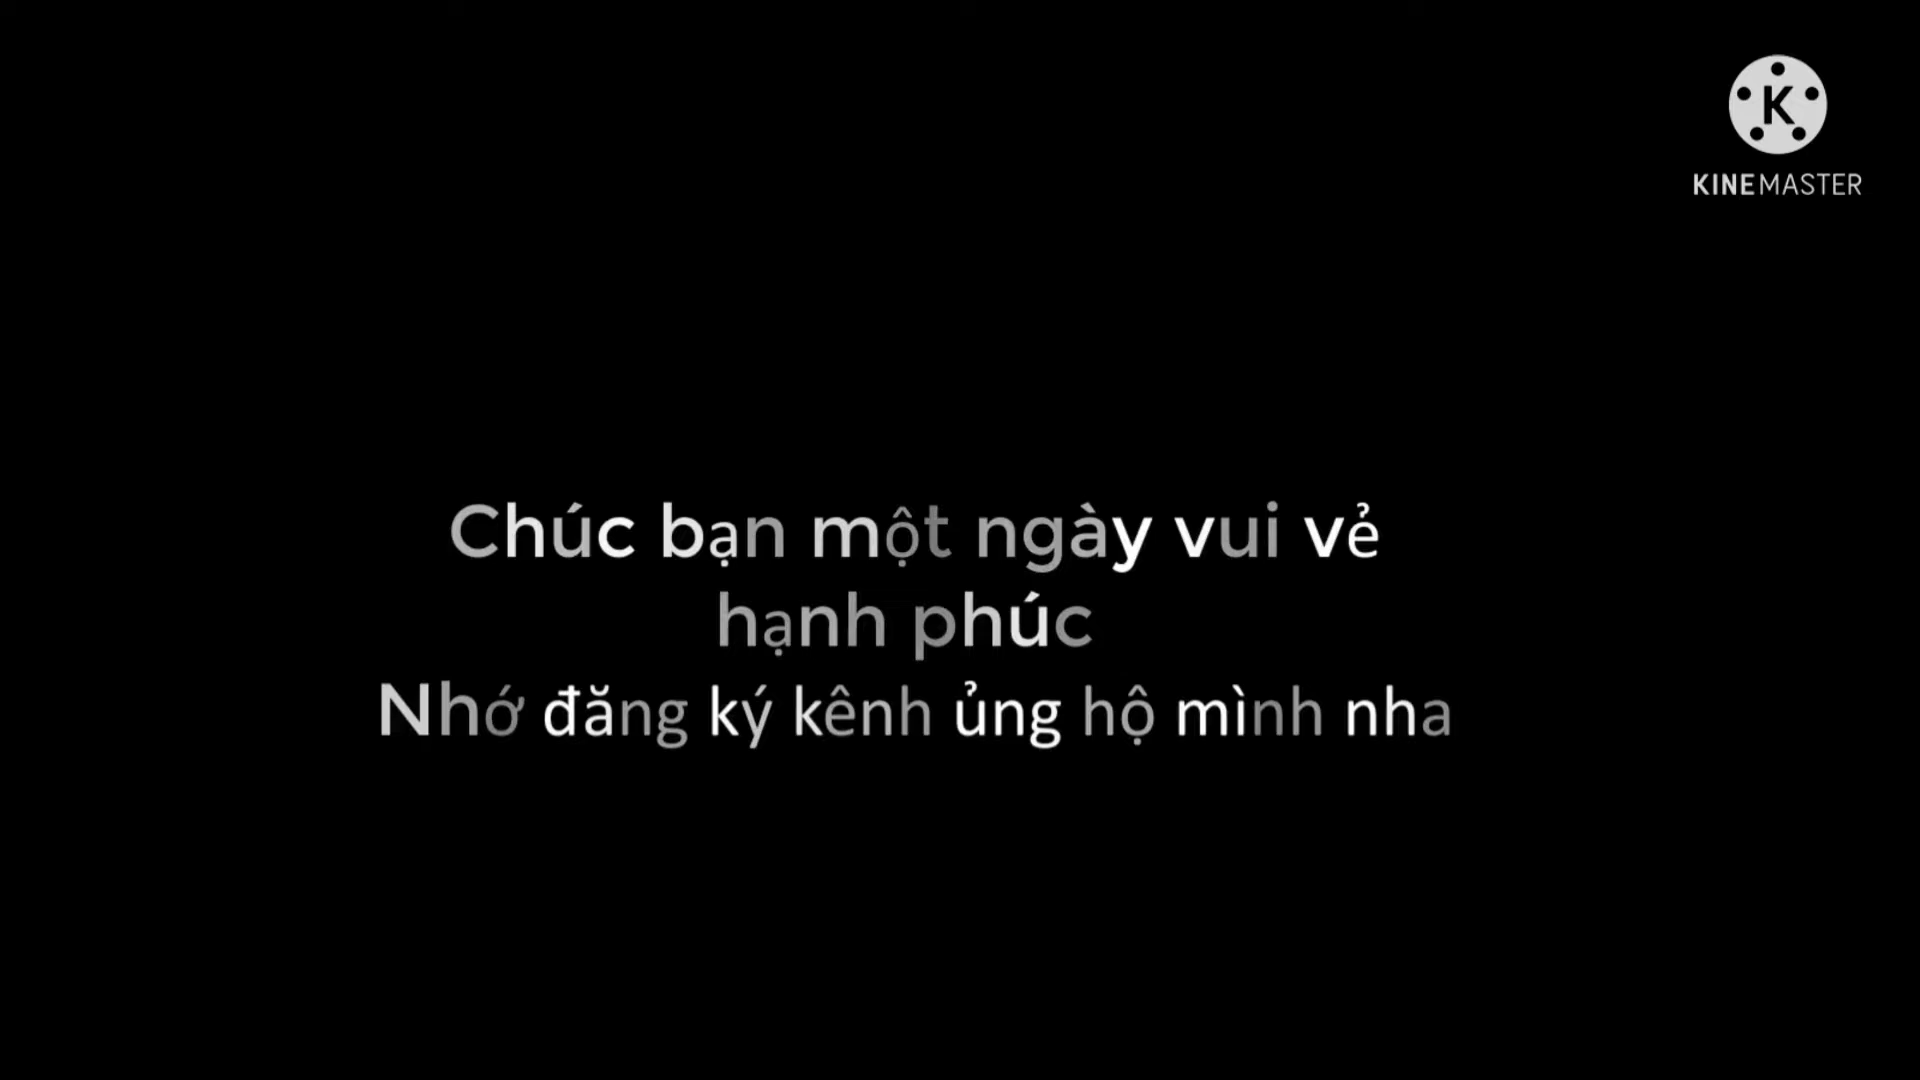 K
KINEMASTER
Chúc bạn một ngày vui vẻ
hạnh phúc
Nhớ đăng ký kênh ủng hộ mình nha